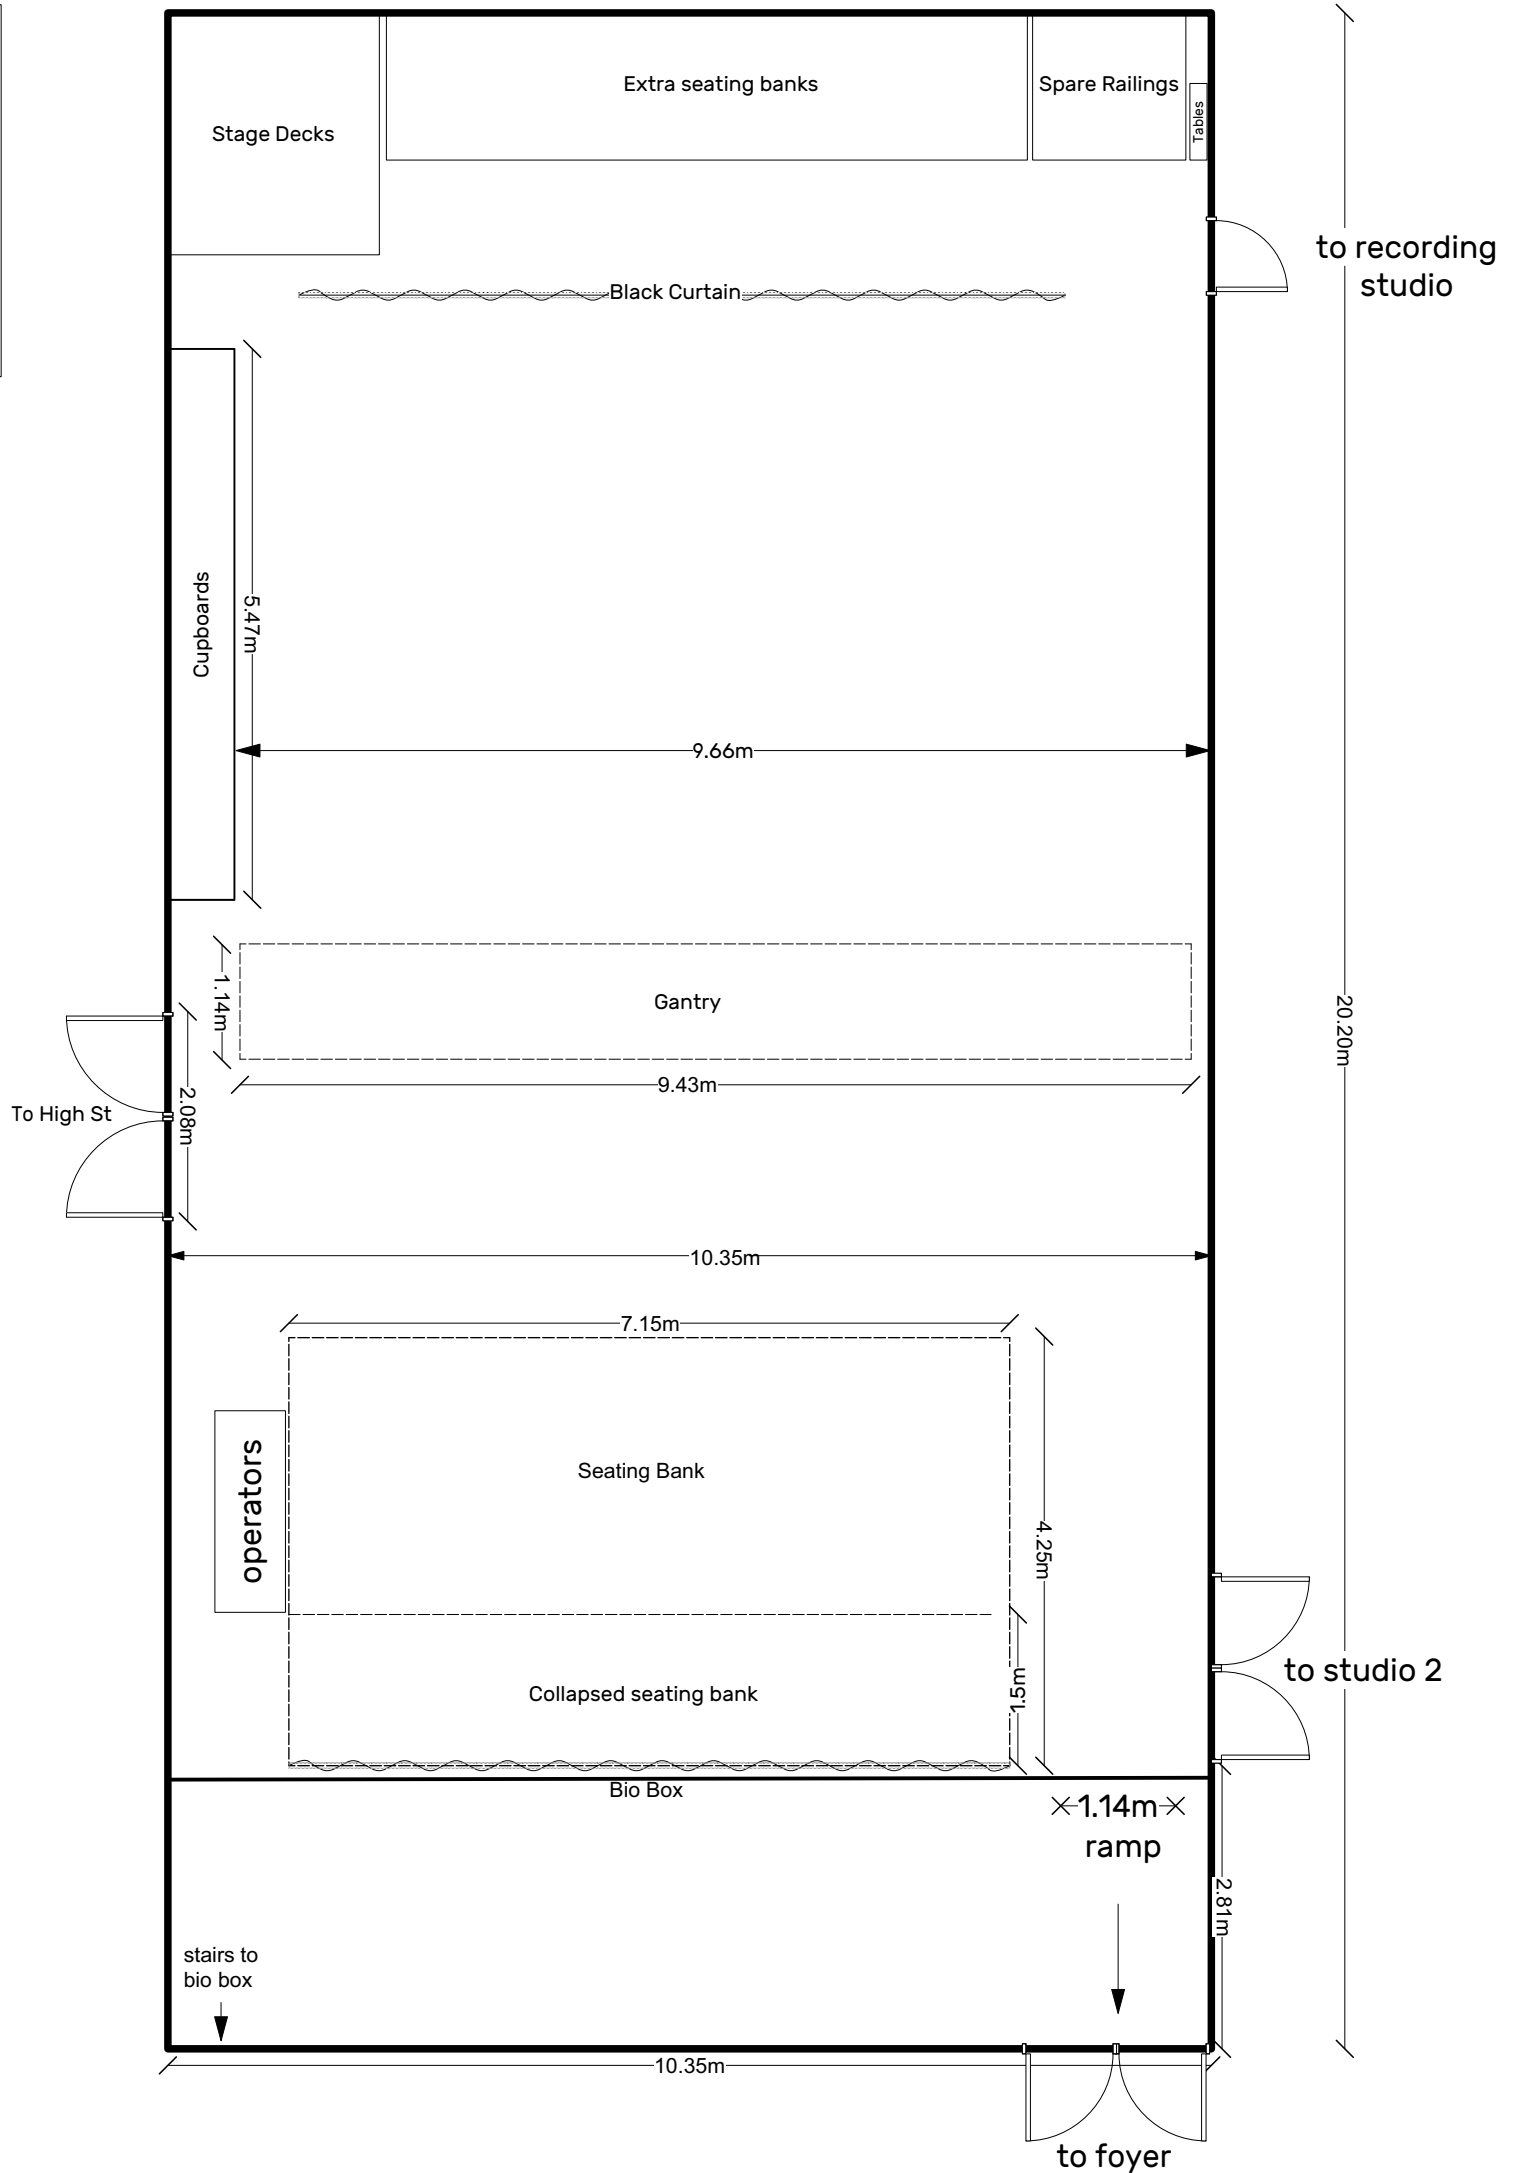 Extra seating banks
Spare Railings
Tables
Stage Decks
to recording
studio
Black Curtain
Cupboards
5.47m
9.66m
1.14m
Gantry
20.20m
9.43m
To High St
2.08m
10.35m
7.15m
operators
Seating Bank
4.25m
to studio 2
Collapsed seating bank
1.5m
Bio Box
1.14m
ramp
2.81m
stairs to
bio box
10.35m
to foyer